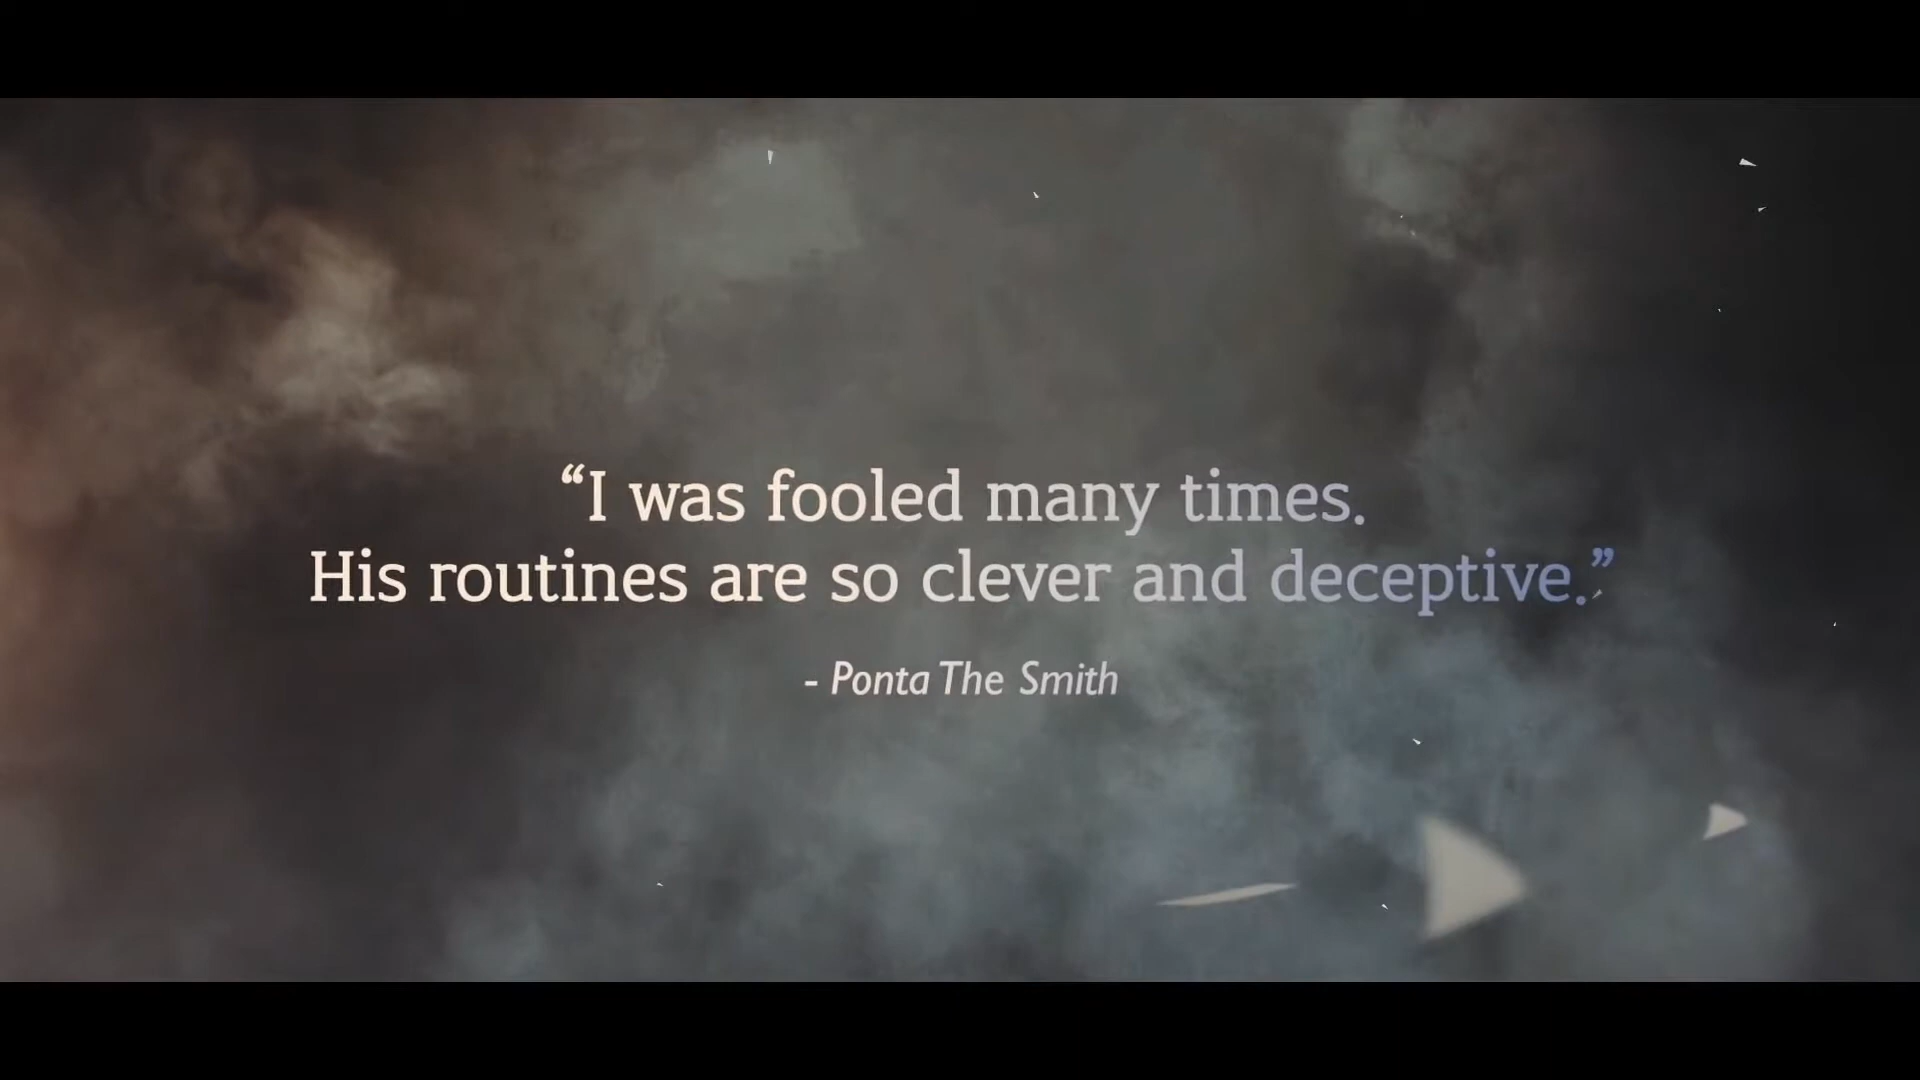 “I was fooled many times.
His routines are so clever and deceptive.”
- Ponta The Smith